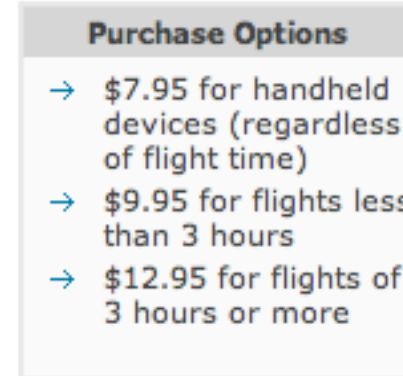 Purchase Options
→ $7.95 for handheld
devices (regardless
of flight time)
→ $9.95 for flights less
than 3 hours
→ $12.95 for flights of
3 hours or more